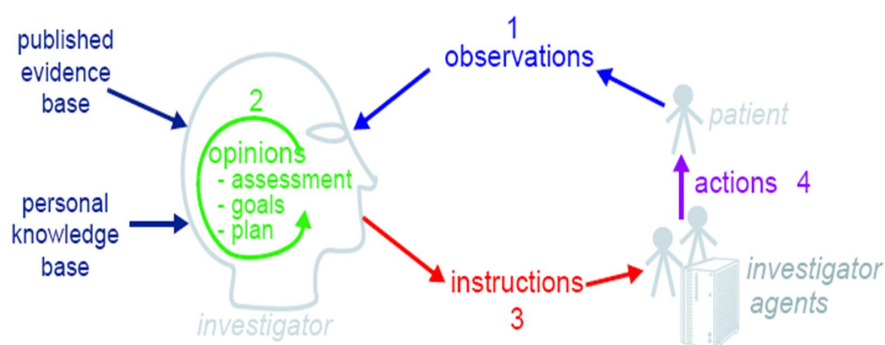 published
evidence
base
personal
knowledge
base
2
opinions
- assessment
- goals
- plan
investigator
1
observations
patient
actions 4
investigator
agents
instructions
3